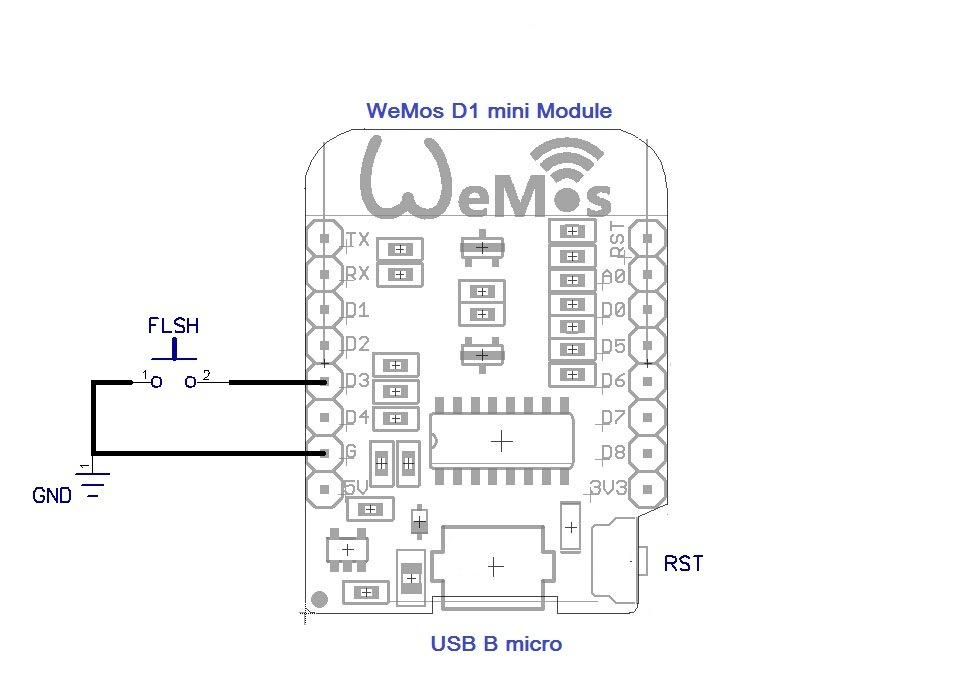 WeMos D1 mini Module
WeMos
TX
RST
RX
A0
D1
D0
FLSH
D2
D5
1
2
D3
D6
D4
D7
G
D8
1
GND
5V
3V3
RST
USB B micro